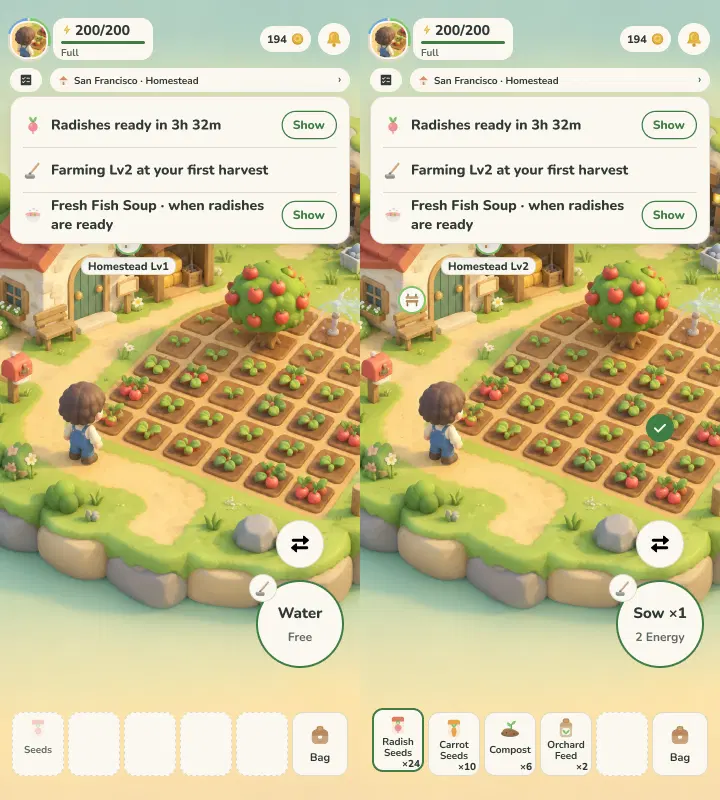 200/200
Full
194
San Francisco · Homestead
Radishes ready in 3h 32m
Show
Farming Lv2 at your first harvest
Fresh Fish Soup · when radishes
are ready
Show
Homestead Lv1
Water
Free
Seeds
Bag
200/200
Full
194
San Francisco · Homestead
Radishes ready in 3h 32m
Show
Farming Lv2 at your first harvest
Fresh Fish Soup · when radishes
are ready
Show
Homestead Lv2
Sow ×1
2 Energy
Radish
Seeds
×24
Carrot
Seeds
×10
Compost
×6
Orchard
Feed
×2
Bag